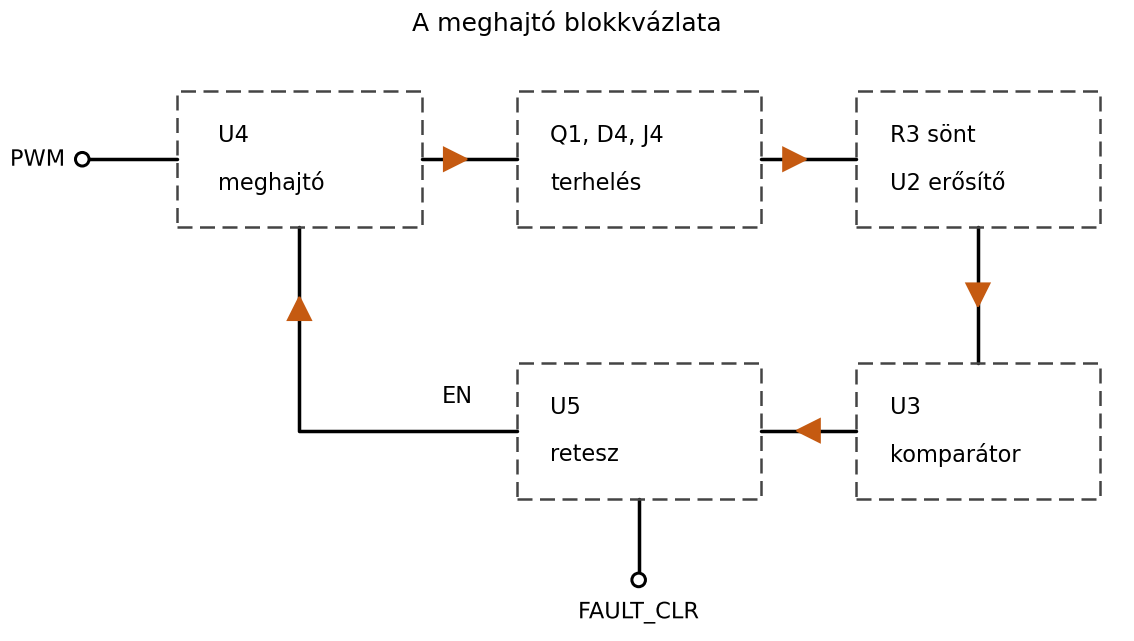 A meghajtó blokkvázlata
PWM
U4
meghajtó
Q1, D4, J4
terhelés
R3 sönt
U2 erősítő
EN
U5
retesz
U3
komparátor
FAULT_CLR